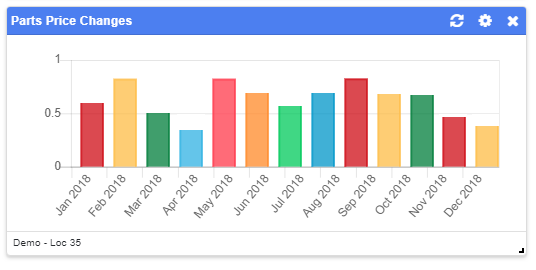 Parts Price Changes
1
0.5
0
Jan 2018
Feb 2018
Mar 2018
Apr 2018
May 2018
Jun 2018
Jul 2018
Aug 2018
Sep 2018
Oct 2018
Nov 2018
Dec 2018
Demo - Loc 35